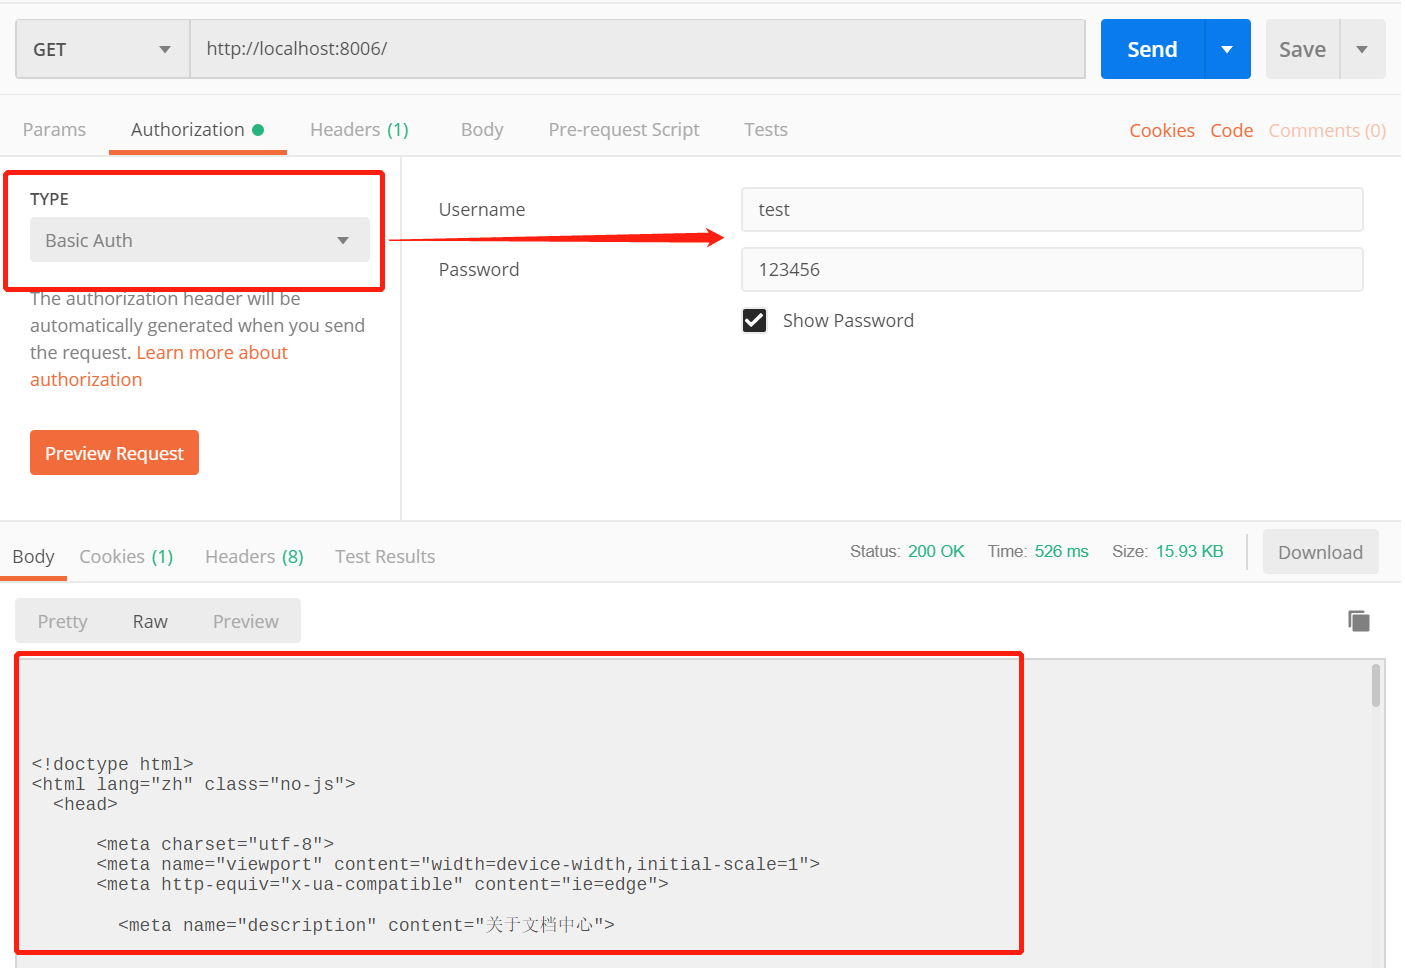 GET http://localhost:8006/ Send Save
Params Authorization Headers (1) Body Pre-request Script Tests Cookies Code Comments (0)
TYPE
Basic Auth
The authorization header will be
automatically generated when you send
the request. Learn more about
authorization
Preview Request
Username test
Password 123456
Show Password
Body Cookies (1) Headers (8) Test Results Status: 200 OK Time: 526 ms Size: 15.93 KB Download
Pretty Raw Preview
<!doctype html>
<html lang="zh" class="no-js">
<head>
<meta charset="utf-8">
<meta name="viewport" content="width=device-width,initial-scale=1">
<meta http-equiv="x-ua-compatible" content="ie=edge">
<meta name="description" content="关于文档中心">